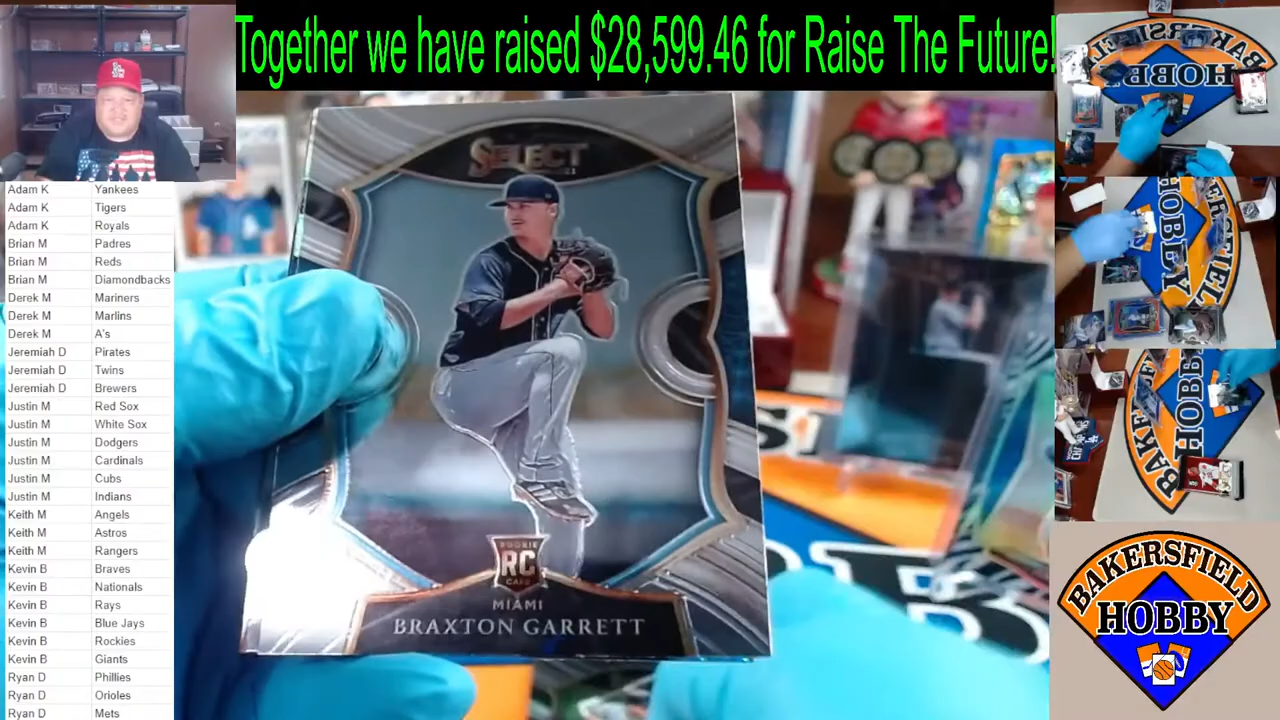 Together we have raised $28,599.46 for Raise The Future!
Adam K Yankees
Adam K Tigers
Adam K Royals
Brian M Padres
Brian M Reds
Brian M Diamondbacks
Derek M Mariners
Derek M Marlins
Derek M A's
Jeremiah D Pirates
Jeremiah D Twins
Jeremiah D Brewers
Justin M Red Sox
Justin M White Sox
Justin M Dodgers
Justin M Cardinals
Justin M Cubs
Justin M Indians
Keith M Angels
Keith M Astros
Keith M Rangers
Kevin B Braves
Kevin B Nationals
Kevin B Rays
Kevin B Blue Jays
Kevin B Rockies
Kevin B Giants
Ryan D Phillies
Ryan D Orioles
Ryan D Mets
SELECT
ROOKIE
RC
CARD
MIAMI
BRAXTON GARRETT
HOBBY
HOBBY
HOBBY
BAKERSFIELD
HOBBY